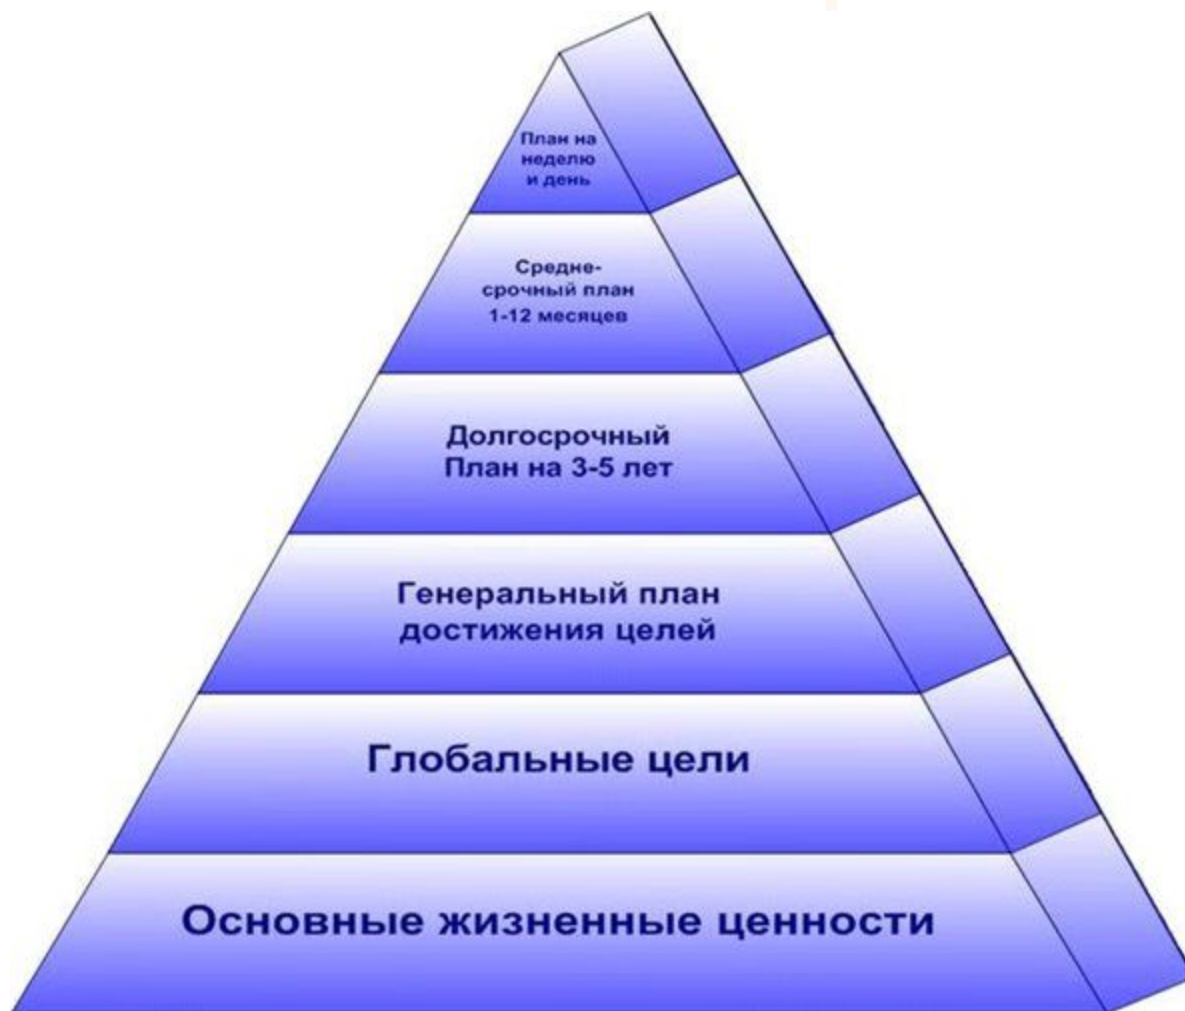 План на
неделю
и день
Средне-
срочный план
1-12 месяцев
Долгосрочный
План на 3-5 лет
Генеральный план
достижения целей
Глобальные цели
Основные жизненные ценности